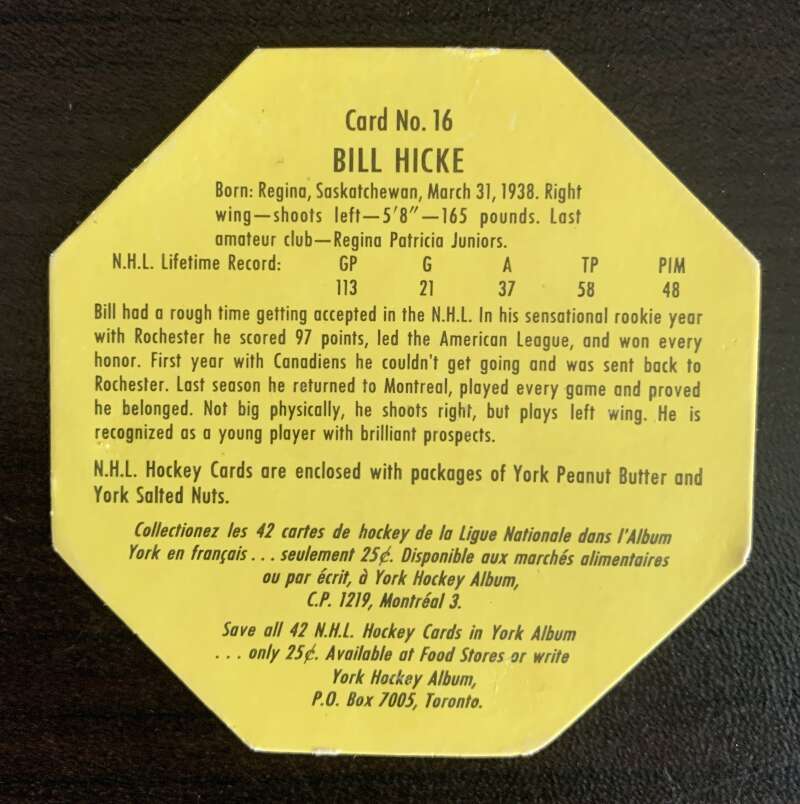 Card No. 16
BILL HICKE
Born: Regina, Saskatchewan, March 31, 1938. Right
wing—shoots left—5'8"—165 pounds. Last
amateur club—Regina Patricia Juniors.
N.H.L. Lifetime Record: GP G A TP PIM
113 21 37 58 48
Bill had a rough time getting accepted in the N.H.L. In his sensational rookie year
with Rochester he scored 97 points, led the American League, and won every
honor. First year with Canadiens he couldn't get going and was sent back to
Rochester. Last season he returned to Montreal, played every game and proved
he belonged. Not big physically, he shoots right, but plays left wing. He is
recognized as a young player with brilliant prospects.
N.H.L. Hockey Cards are enclosed with packages of York Peanut Butter and
York Salted Nuts.
Collectionez les 42 cartes de hockey de la Ligue Nationale dans l'Album
York en français . . . seulement 25¢. Disponible aux marchés alimentaires
ou par écrit, à York Hockey Album,
C.P. 1219, Montréal 3.
Save all 42 N.H.L. Hockey Cards in York Album
. . . only 25¢. Available at Food Stores or write
York Hockey Album,
P.O. Box 7005, Toronto.